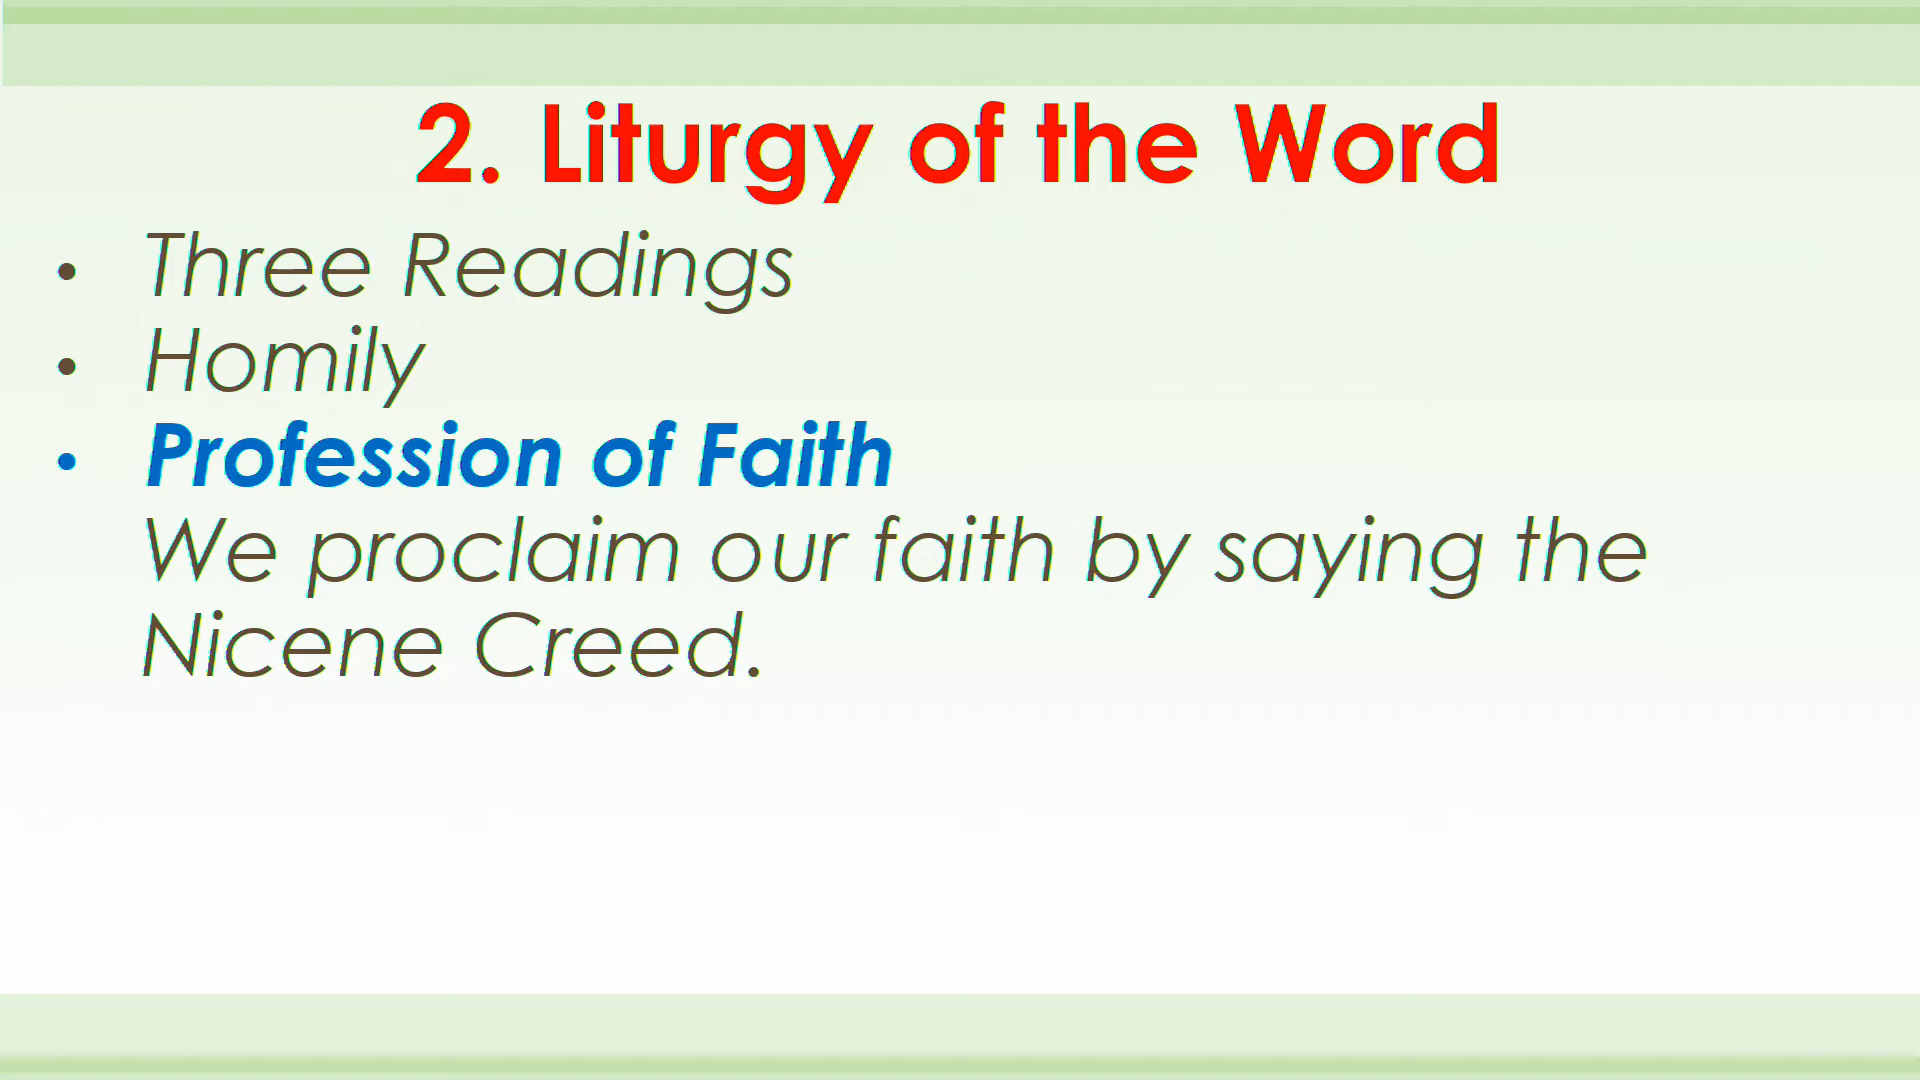 2. Liturgy of the Word
• Three Readings
• Homily
• Profession of Faith
We proclaim our faith by saying the
Nicene Creed.